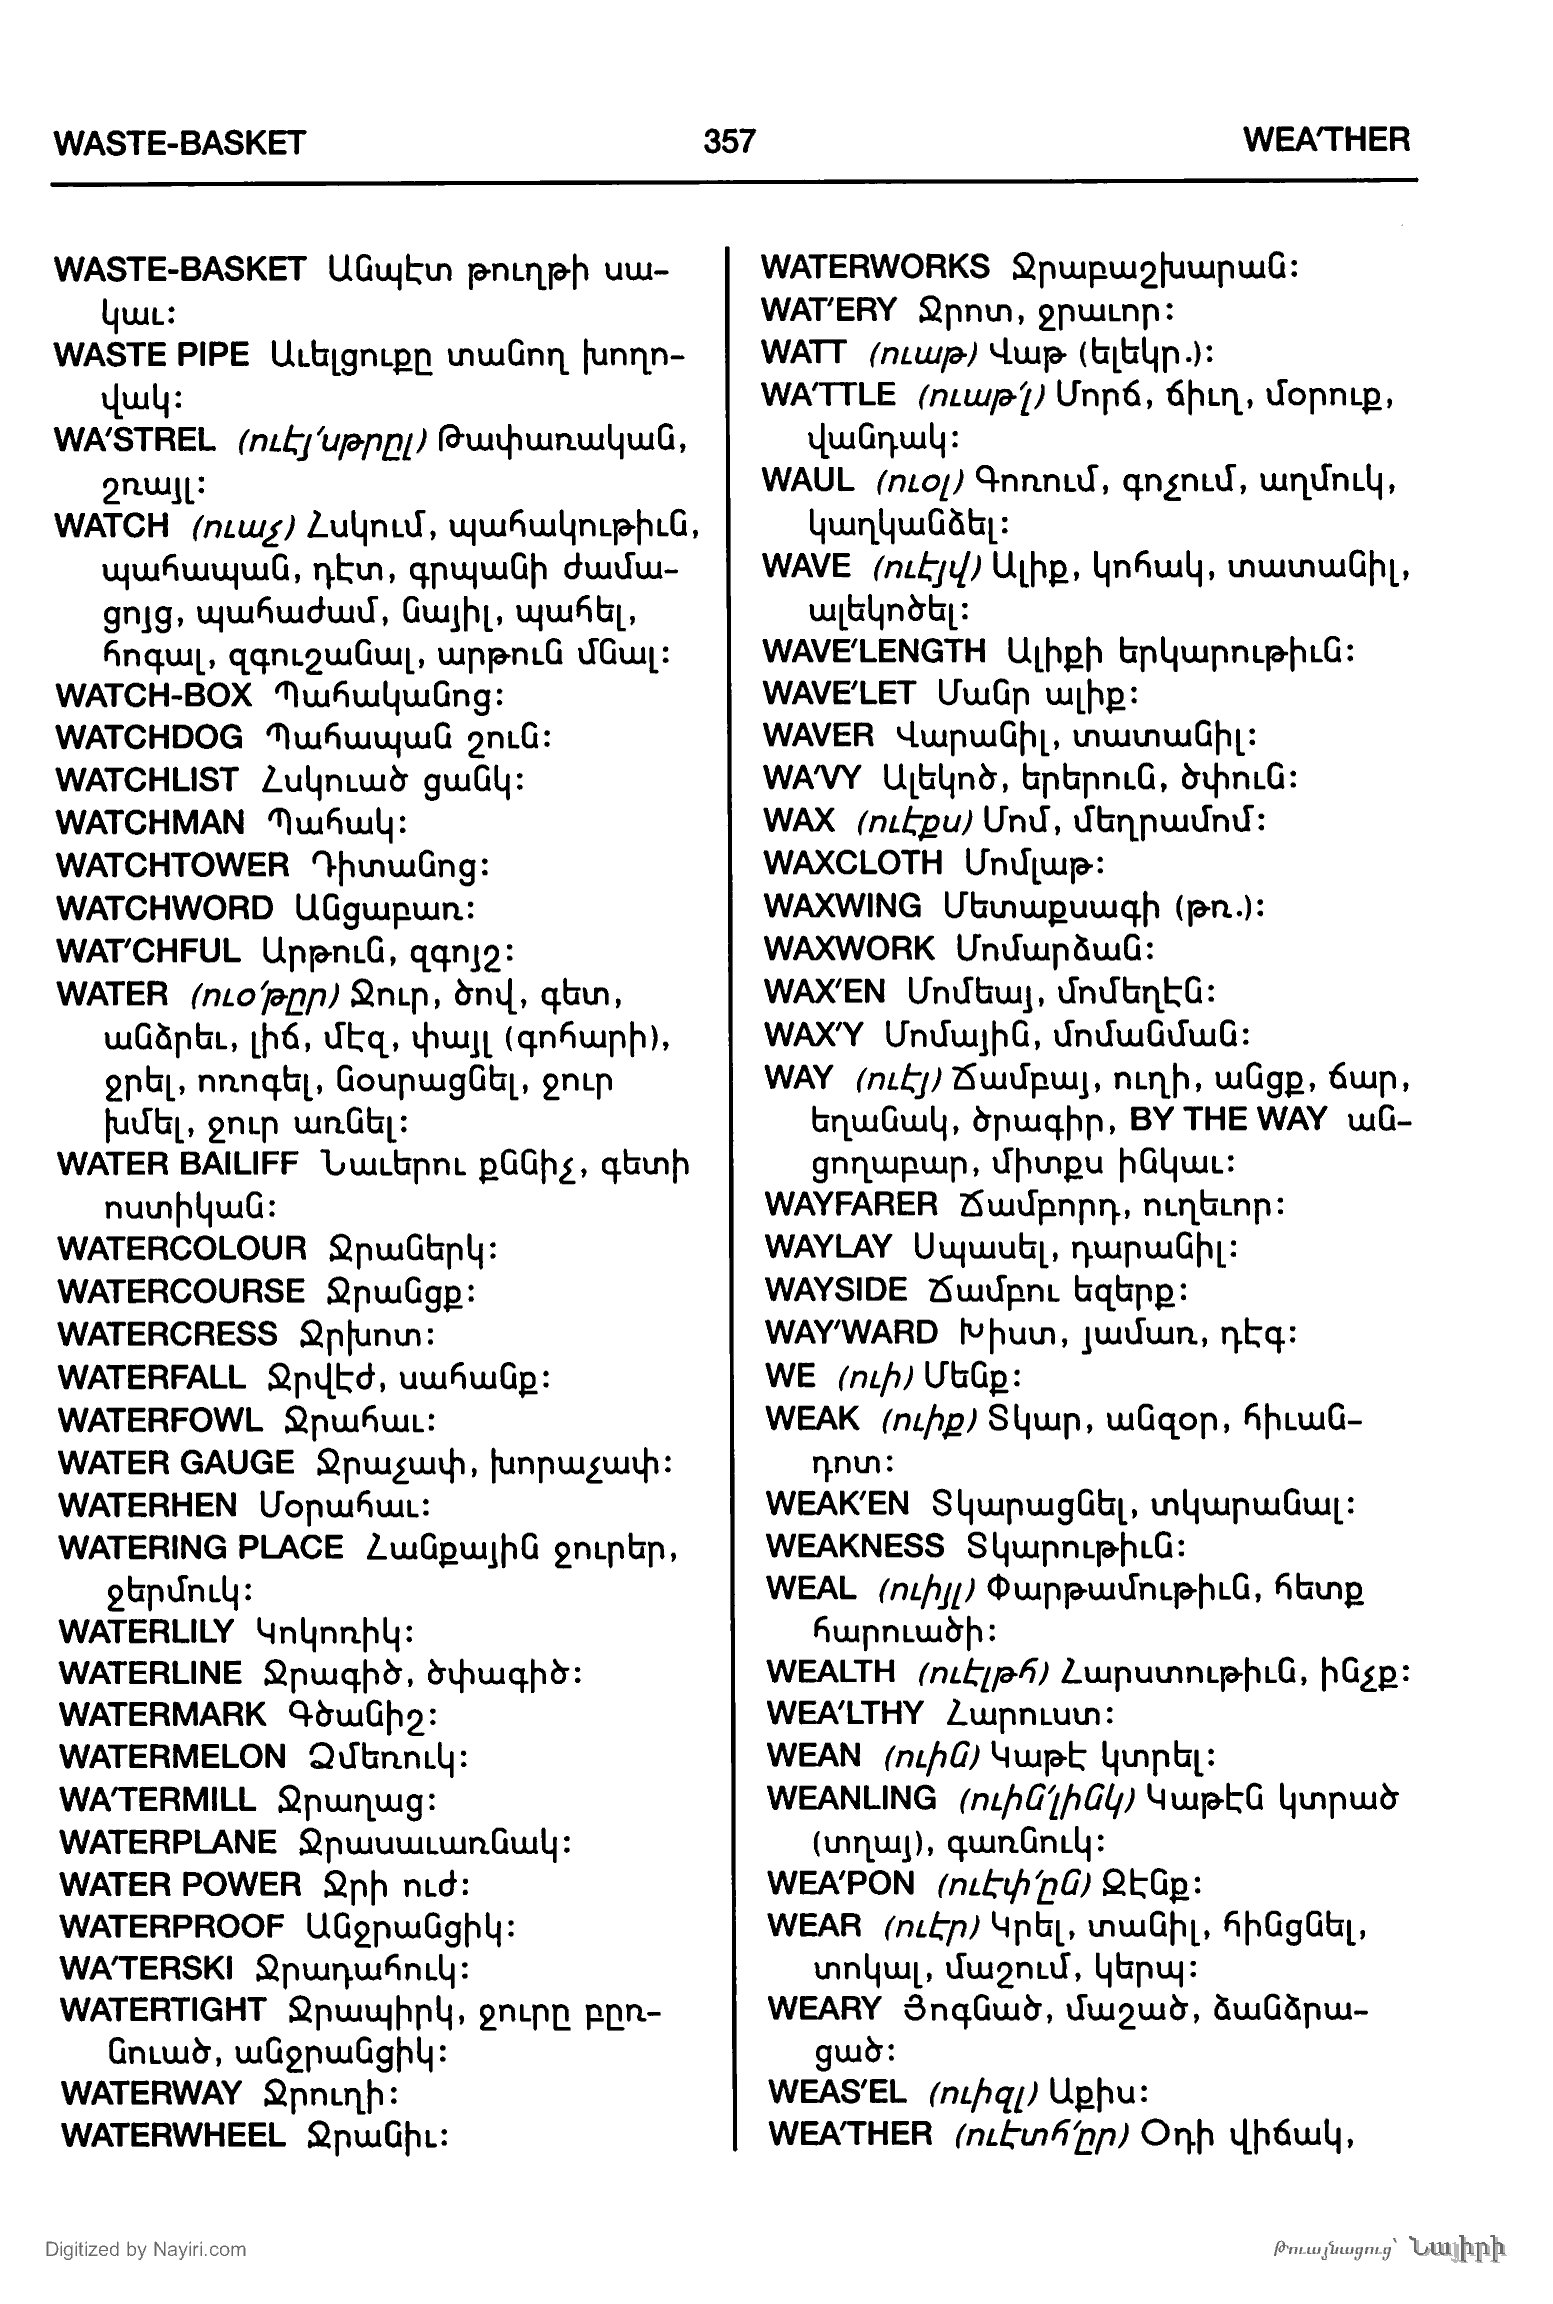 WASTE-BASKET 357 WEA'THER
WASTE-BASKET Անպէտ թուղթի սա-
կաւ:
WASTE PIPE Աւելցուքը տանող խողո-
վակ:
WA'STREL (ուէյ՛սթրըլ) Թափառական,
շռայլ:
WATCH (ուաչ) Հսկում, պահակութիւն,
պահապան, դէտ, գրպանի ժամա-
ցոյց, պահաժամ, նայիլ, պահել,
հոգալ, զգուշանալ, արթուն մնալ:
WATCH-BOX Պահականոց:
WATCHDOG Պահապան շուն:
WATCHLIST Հսկուած ցանկ:
WATCHMAN Պահակ:
WATCHTOWER Դիտանոց:
WATCHWORD Անցաբառ:
WAT'CHFUL Արթուն, զգոյշ:
WATER (ուօ՛թըր) Ջուր, ծով, գետ,
անձրեւ, լիճ, մէզ, փայլ (գոհարի),
ջրել, ոռոգել, նօսրացնել, ջուր
խմել, ջուր առնել:
WATER BAILIFF Նաւերու քննիչ, գետի
ոստիկան:
WATERCOLOUR Ջրաներկ:
WATERCOURSE Ջրանցք:
WATERCRESS Ջրխոտ:
WATERFALL Ջրվէժ, սահանք:
WATERFOWL Ջրահաւ:
WATER GAUGE Ջրաչափ, խորաչափ:
WATERHEN Մօրահաւ:
WATERING PLACE Հանքային ջուրեր,
ջերմուկ:
WATERLILY Կոկոռիկ:
WATERLINE Ջրագիծ, ծփագիծ:
WATERMARK Գծանիշ:
WATERMELON Ձմեռուկ:
WA'TERMILL Ջրաղաց:
WATERPLANE Ջրասաւառնակ:
WATER POWER Ջրի ուժ:
WATERPROOF Անջրանցիկ:
WA'TERSKI Ջրադահուկ:
WATERTIGHT Ջրապիրկ, ջուրը բըռ-
նուած, անջրանցիկ:
WATERWAY Ջրուղի:
WATERWHEEL Ջրանիւ:
WATERWORKS Ջրաբաշխարան:
WAT'ERY Ջրոտ, ջրաւոր:
WATT (ուաթ) Վաթ (ելեկր.):
WA'TTLE (ուաթ՛լ) Մորճ, ճիւղ, մօրուք,
վանդակ:
WAUL (ուօլ) Գոռում, գոչում, աղմուկ,
կաղկանձել:
WAVE (ուէյվ) Ալիք, կոհակ, տատանիլ,
ալեկոծել:
WAVE'LENGTH Ալիքի երկարութիւն:
WAVE'LET Մանր ալիք:
WAVER Վարանիլ, տատանիլ:
WA'VY Ալեկոծ, երերուն, ծփուն:
WAX (ուէքս) Մոմ, մեղրամոմ:
WAXCLOTH Մոմլաթ:
WAXWING Մետաքսագի (թռ.):
WAXWORK Մոմարձան:
WAX'EN Մոմեայ, մոմեղէն:
WAX'Y Մոմային, մոմանման:
WAY (ուէյ) Ճամբայ, ուղի, անցք, ճար,
եղանակ, ծրագիր, BY THE WAY ան-
ցողաբար, միտքս ինկաւ:
WAYFARER Ճամբորդ, ուղեւոր:
WAYLAY Սպասել, դարանիլ:
WAYSIDE Ճամբու եզերք:
WAY'WARD Խիստ, յամառ, դէգ:
WE (ուի) Մենք:
WEAK (ուիք) Տկար, անզօր, հիւան-
դոտ:
WEAK'EN Տկարացնել, տկարանալ:
WEAKNESS Տկարութիւն:
WEAL (ուիյլ) Փարթամութիւն, հետք
հարուածի:
WEALTH (ուէլթհ) Հարստութիւն, ինչք:
WEA'LTHY Հարուստ:
WEAN (ուին) Կաթէ կտրել:
WEANLING (ուին՛լինկ) Կաթէն կտրած
(տղայ), գառնուկ:
WEA'PON (ուէփ՛ըն) Զէնք:
WEAR (ուէր) Կրել, տանիլ, հինցնել,
տոկալ, մաշում, կերպ:
WEARY Յոգնած, մաշած, ձանձրա-
ցած:
WEAS'EL (ուիզլ) Աքիս:
WEA'THER (ուէտհ՛ըր) Օդի վիճակ,
Digitized by Nayiri.com թուայնացուց՝ Նայիրի